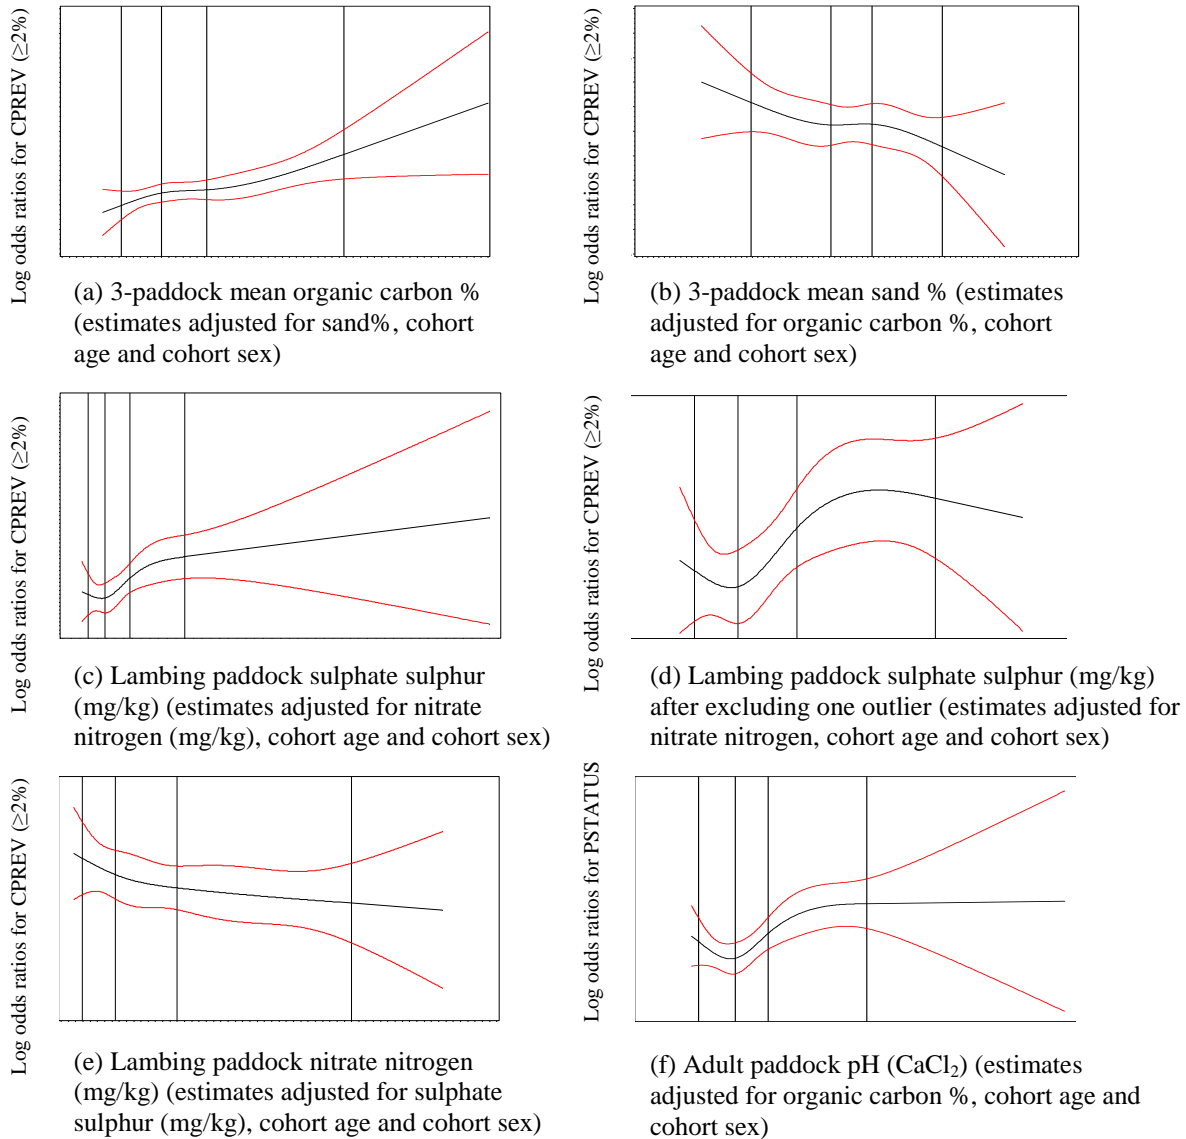 Log odds ratios for CPREV (≥2%)
(a) 3-paddock mean organic carbon %
(estimates adjusted for sand%, cohort
age and cohort sex)
Log odds ratios for CPREV (≥2%)
(b) 3-paddock mean sand % (estimates
adjusted for organic carbon %, cohort
age and cohort sex)
Log odds ratios for CPREV (≥2%)
(c) Lambing paddock sulphate sulphur
(mg/kg) (estimates adjusted for nitrate
nitrogen (mg/kg), cohort age and cohort sex)
Log odds ratios for CPREV (≥2%)
(d) Lambing paddock sulphate sulphur (mg/kg)
after excluding one outlier (estimates adjusted for
nitrate nitrogen, cohort age and cohort sex)
Log odds ratios for CPREV (≥2%)
(e) Lambing paddock nitrate nitrogen
(mg/kg) (estimates adjusted for sulphate
sulphur (mg/kg), cohort age and cohort sex)
Log odds ratios for PSTATUS
(f) Adult paddock pH (CaCl₂) (estimates
adjusted for organic carbon %, cohort age and
cohort sex)